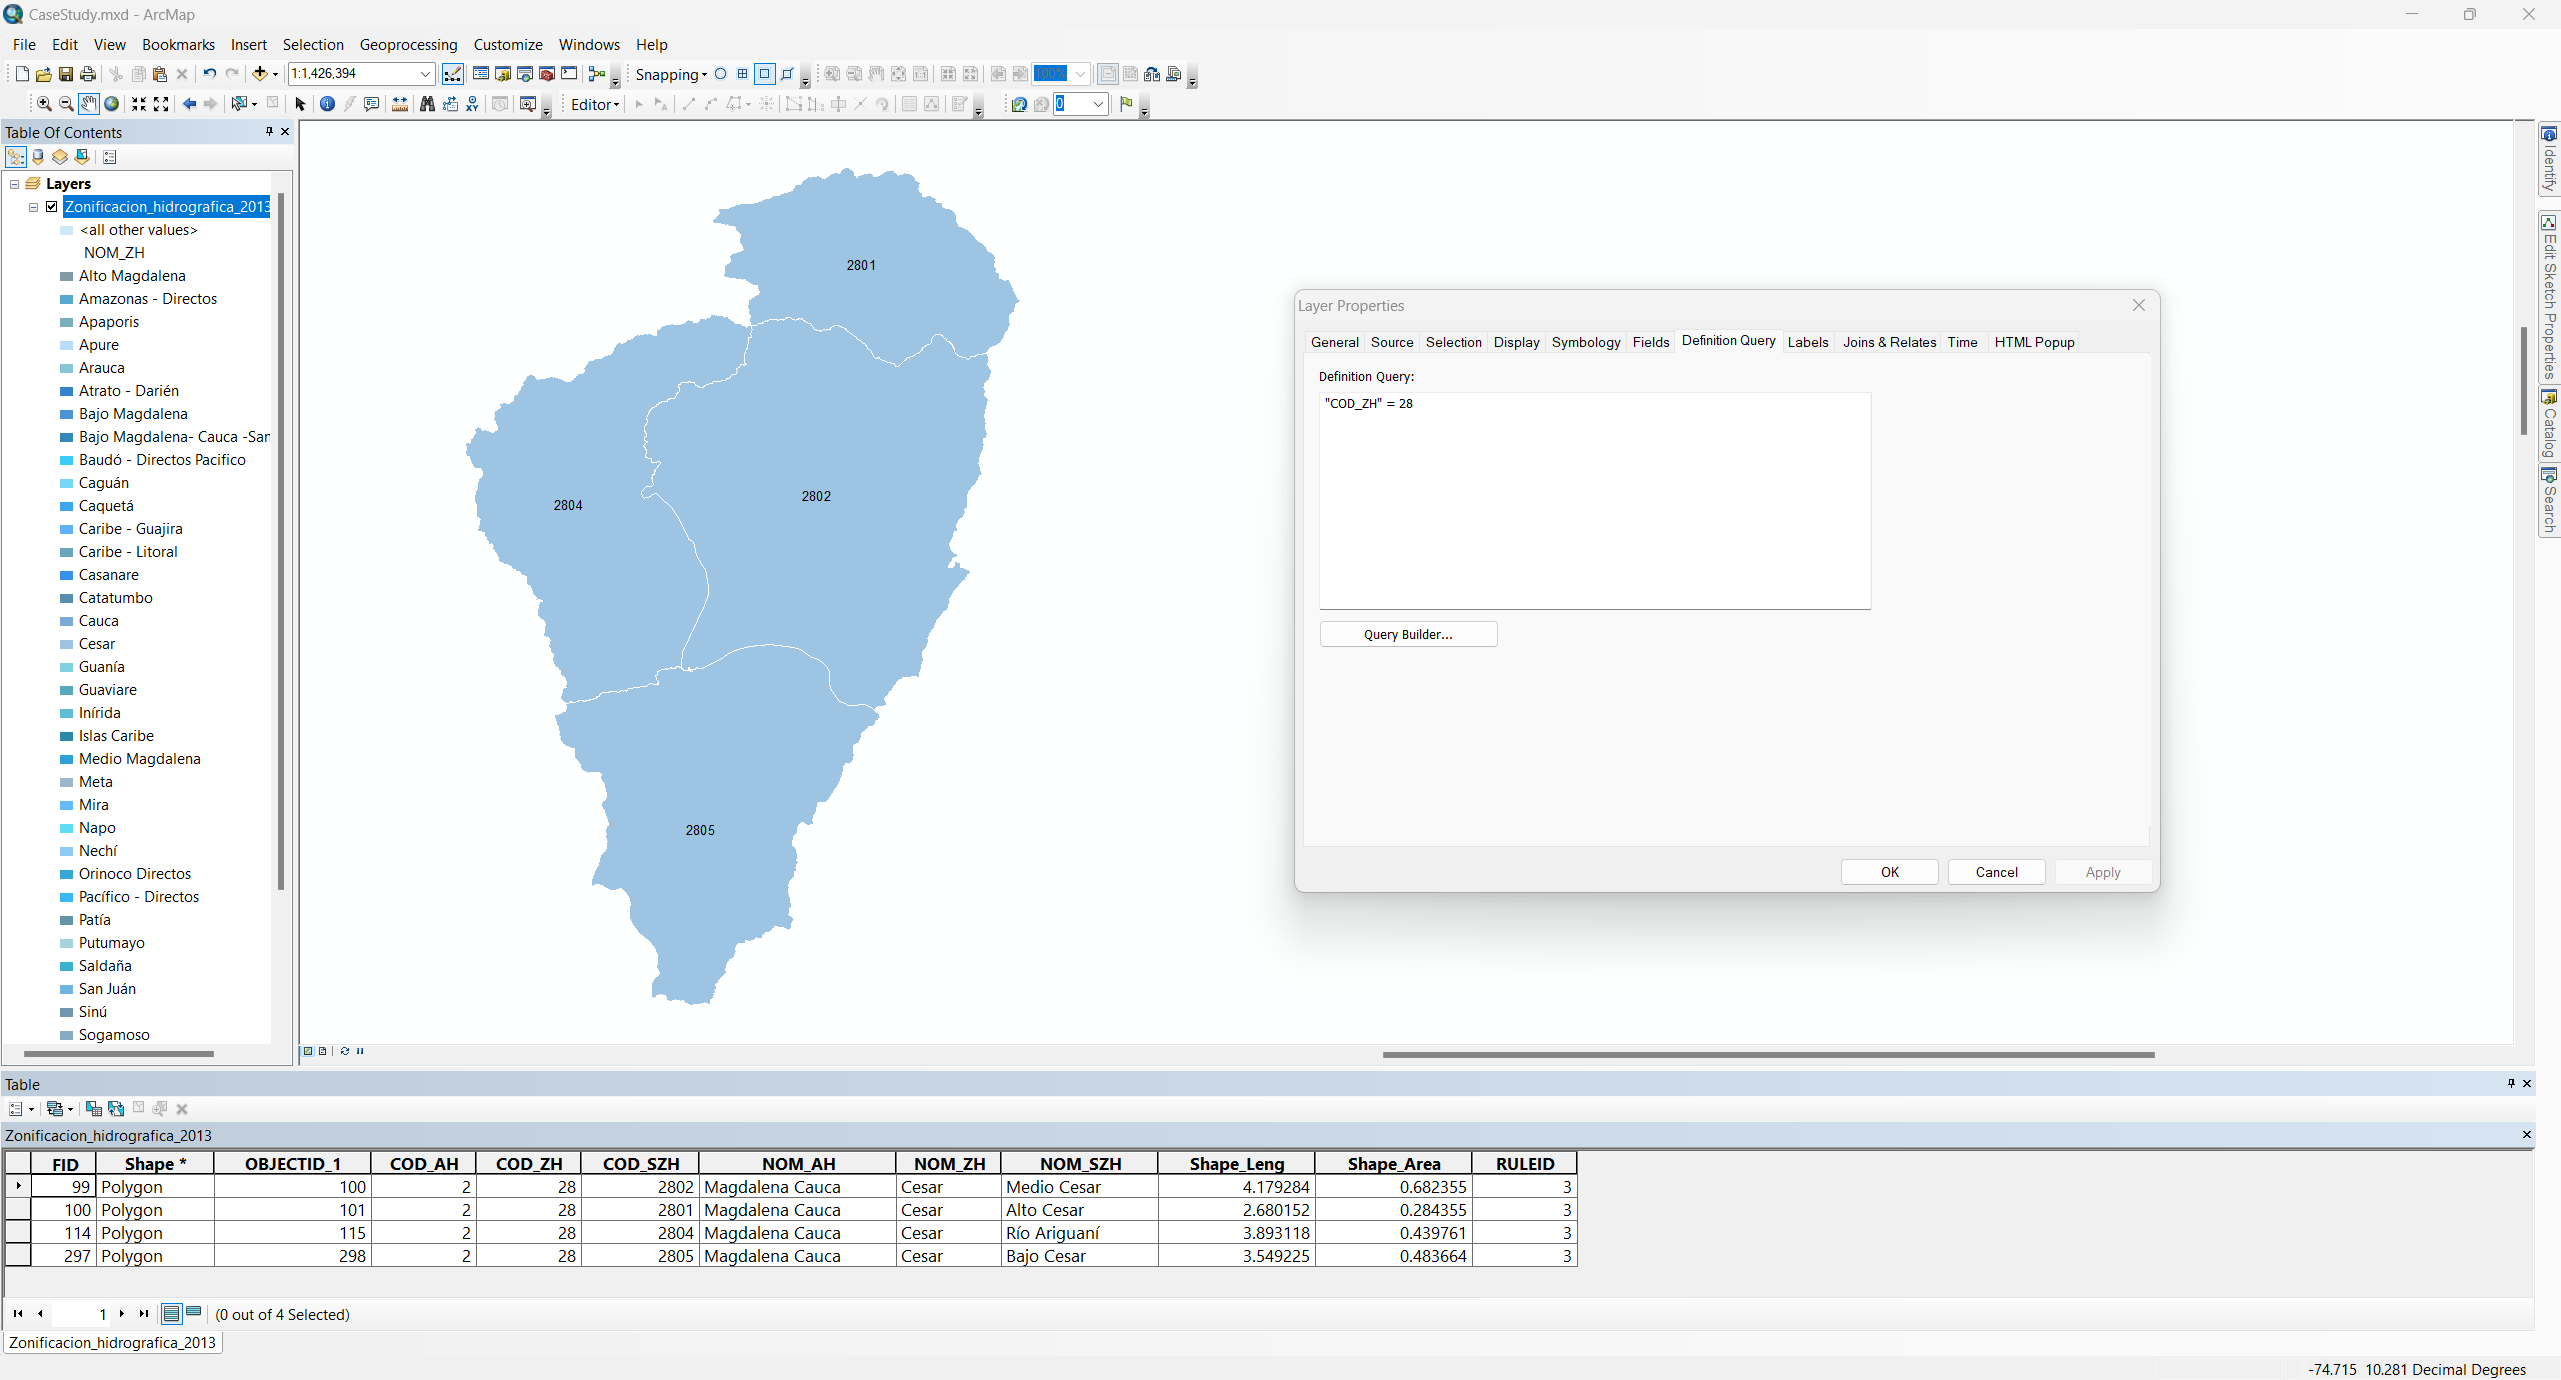 CaseStudy.mxd - ArcMap
File Edit View Bookmarks Insert Selection Geoprocessing Customize Windows Help
1:1,426,394
Snapping
100%
Editor
0
Table Of Contents
Layers
Zonificacion_hidrografica_2013
<all other values>
NOM_ZH
Alto Magdalena
Amazonas - Directos
Apaporis
Apure
Arauca
Atrato - Darién
Bajo Magdalena
Bajo Magdalena- Cauca -San
Baudó - Directos Pacifico
Caguán
Caquetá
Caribe - Guajira
Caribe - Litoral
Casanare
Catatumbo
Cauca
Cesar
Guanía
Guaviare
Inírida
Islas Caribe
Medio Magdalena
Meta
Mira
Napo
Nechí
Orinoco Directos
Pacífico - Directos
Patía
Putumayo
Saldaña
San Juán
Sinú
Sogamoso
2801
2804
2802
2805
Layer Properties
General Source Selection Display Symbology Fields Definition Query Labels Joins & Relates Time HTML Popup
Definition Query:
"COD_ZH" = 28
Query Builder...
OK Cancel Apply
Identify
Edit Sketch Properties
Catalog
Search
Table
Zonificacion_hidrografica_2013
FID Shape * OBJECTID_1 COD_AH COD_ZH COD_SZH NOM_AH NOM_ZH NOM_SZH Shape_Leng Shape_Area RULEID
99 Polygon 100 2 28 2802 Magdalena Cauca Cesar Medio Cesar 4.179284 0.682355 3
100 Polygon 101 2 28 2801 Magdalena Cauca Cesar Alto Cesar 2.680152 0.284355 3
114 Polygon 115 2 28 2804 Magdalena Cauca Cesar Río Ariguaní 3.893118 0.439761 3
297 Polygon 298 2 28 2805 Magdalena Cauca Cesar Bajo Cesar 3.549225 0.483664 3
1 (0 out of 4 Selected)
Zonificacion_hidrografica_2013
-74.715 10.281 Decimal Degrees